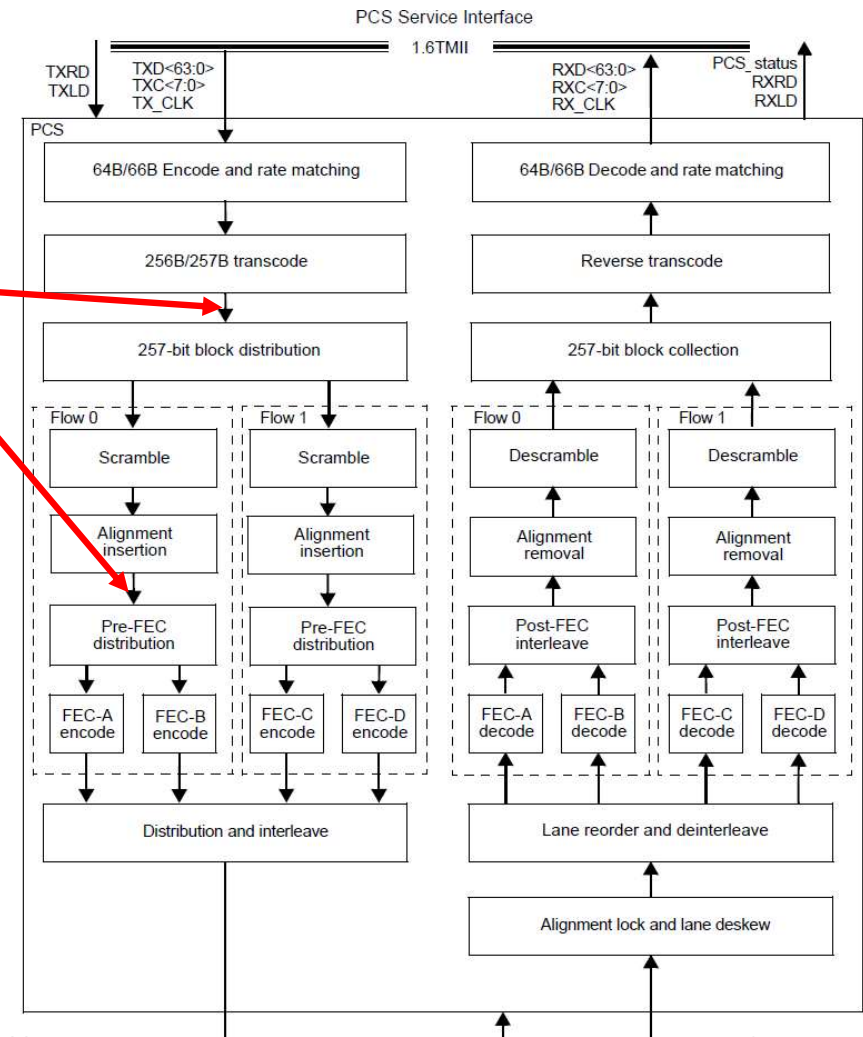 PCS Service Interface
1.6TMII
TXRD
TXLD
TXD<63:0>
TXC<7:0>
TX_CLK
RXD<63:0>
RXC<7:0>
RX_CLK
PCS_status
RXRD
RXLD
PCS
64B/66B Encode and rate matching
64B/66B Decode and rate matching
256B/257B transcode
Reverse transcode
257-bit block distribution
257-bit block collection
Flow 0
Flow 1
Flow 0
Flow 1
Scramble
Scramble
Descramble
Descramble
Alignment
insertion
Alignment
insertion
Alignment
removal
Alignment
removal
Pre-FEC
distribution
Pre-FEC
distribution
Post-FEC
interleave
Post-FEC
interleave
FEC-A
encode
FEC-B
encode
FEC-C
encode
FEC-D
encode
FEC-A
decode
FEC-B
decode
FEC-C
decode
FEC-D
decode
Distribution and interleave
Lane reorder and deinterleave
Alignment lock and lane deskew